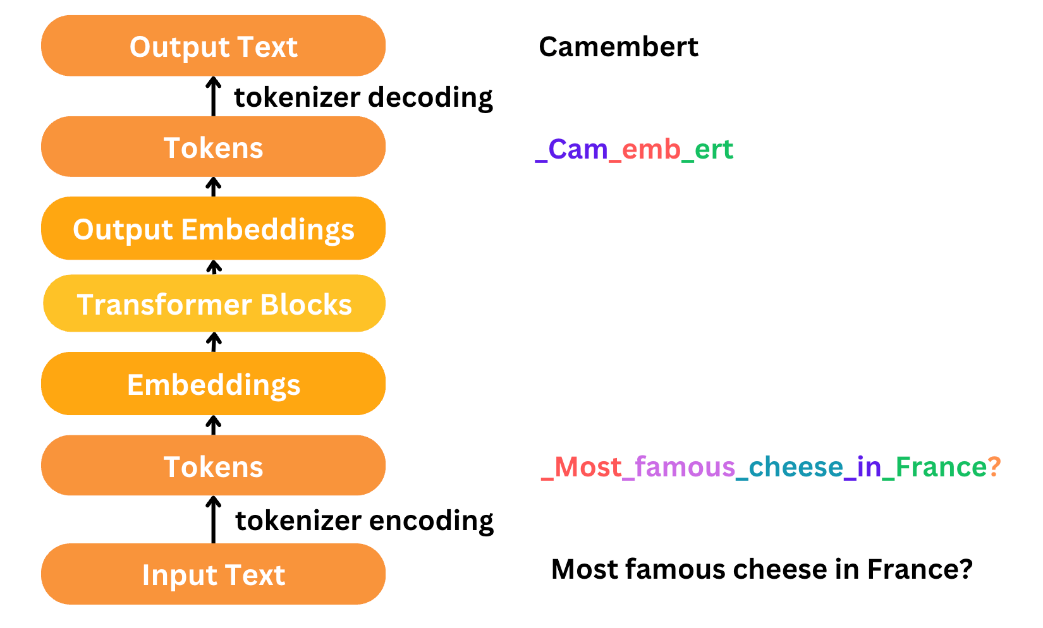 Output Text
Camembert
tokenizer decoding
Tokens
_Cam_emb_ert
Output Embeddings
Transformer Blocks
Embeddings
Tokens
_Most_famous_cheese_in_France?
tokenizer encoding
Input Text
Most famous cheese in France?